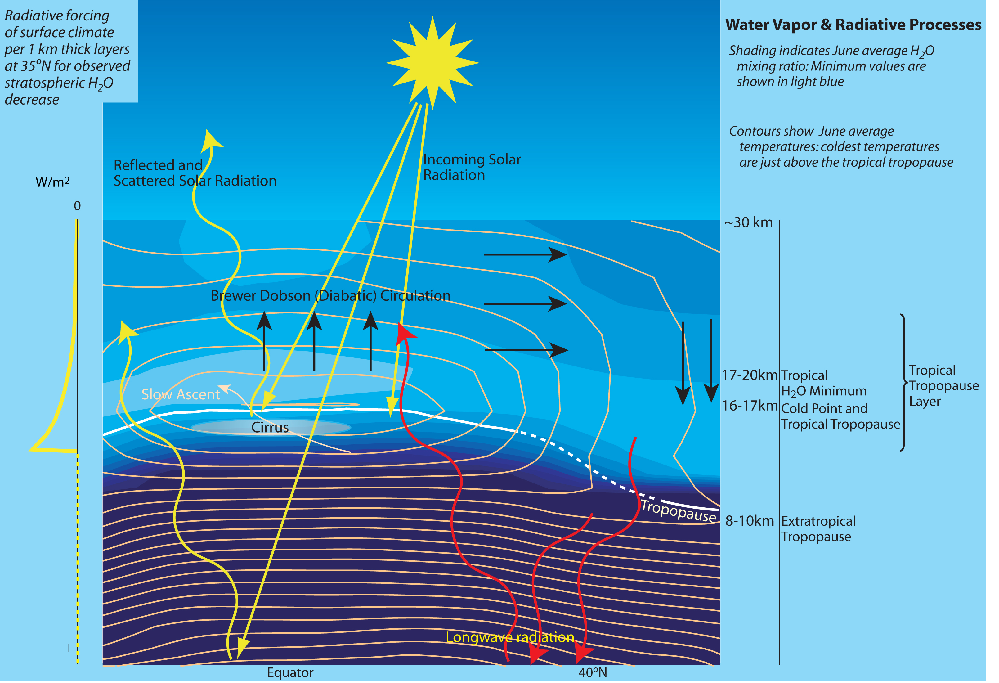 Radiative forcing
of surface climate
per 1 km thick layers
at 35ºN for observed
stratospheric H2O
decrease
Water Vapor & Radiative Processes
Shading indicates June average H2O
mixing ratio: Minimum values are
shown in light blue
Contours show June average
temperatures: coldest temperatures
are just above the tropical tropopause
Reflected and
Scattered Solar Radiation
Incoming Solar
Radiation
W/m2
0
~30 km
Brewer Dobson (Diabatic) Circulation
Slow Ascent
Cirrus
17-20km
Tropical
H2O Minimum
16-17km
Cold Point and
Tropical Tropopause
Tropical
Tropopause
Layer
Tropopause
8-10km
Extratropical
Tropopause
Longwave radiation
Equator
40ºN